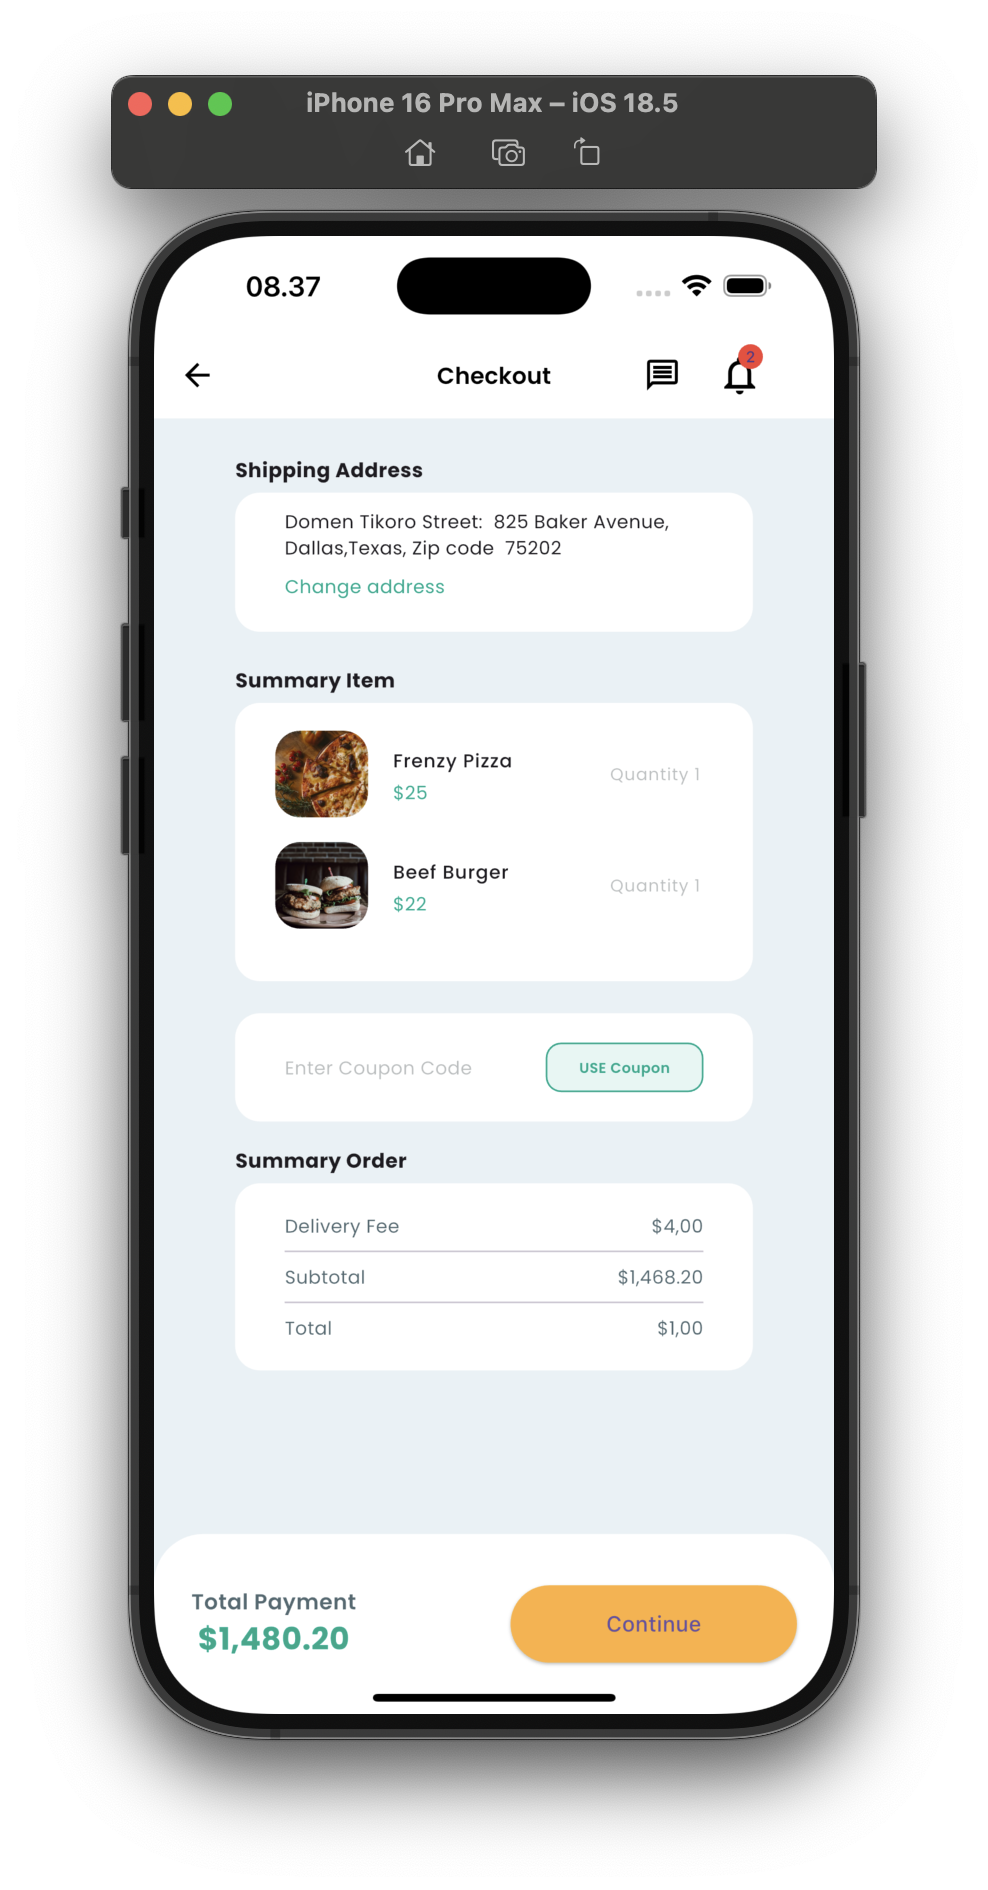 iPhone 16 Pro Max – iOS 18.5
08.37
Checkout
2
Shipping Address
Domen Tikoro Street:  825 Baker Avenue,
Dallas,Texas, Zip code  75202
Change address
Summary Item
Frenzy Pizza
$25
Quantity 1
Beef Burger
$22
Quantity 1
Enter Coupon Code
USE Coupon
Summary Order
Delivery Fee $4,00
Subtotal $1,468.20
Total $1,00
Total Payment
$1,480.20
Continue